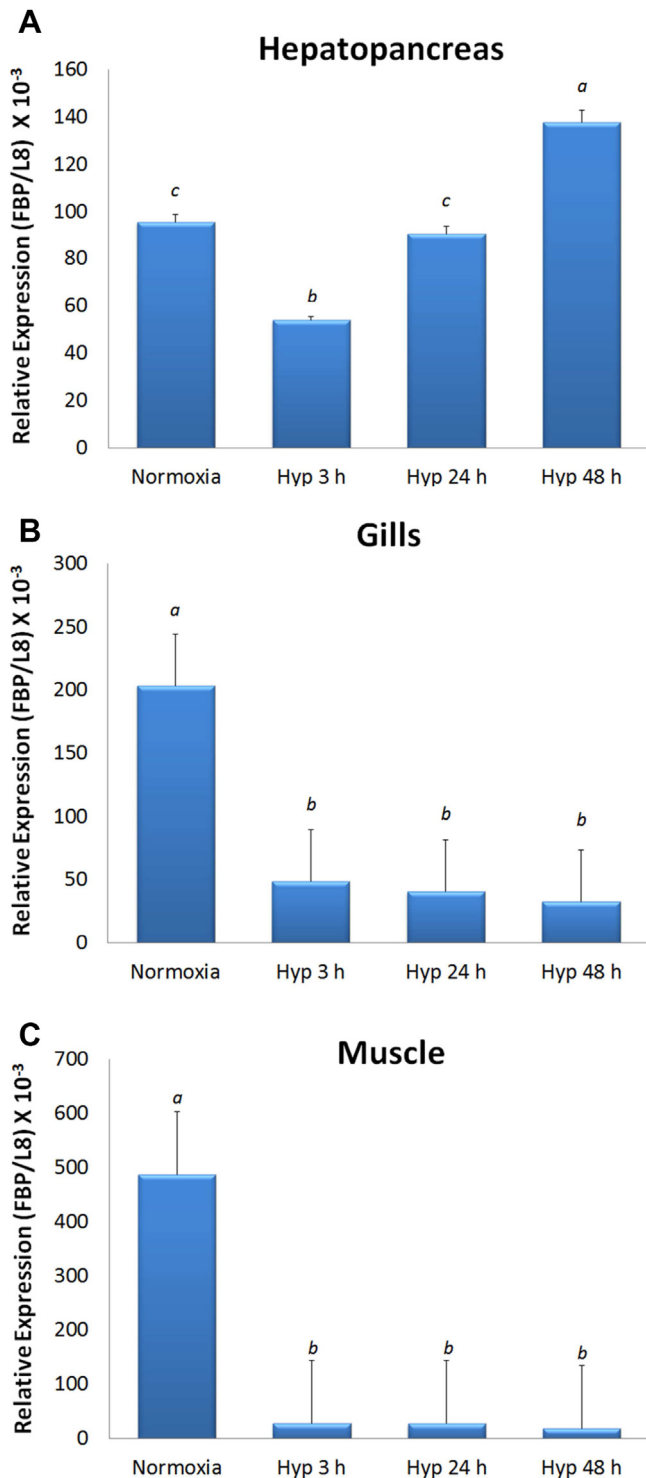 A
Hepatopancreas
Relative Expression (FBP/L8) X 10⁻³
160
140
120
100
80
60
40
20
0
c
b
c
a
Normoxia Hyp 3 h Hyp 24 h Hyp 48 h
B
Gills
Relative Expression (FBP/L8) X 10⁻³
300
250
200
150
100
50
0
a
b
b
b
Normoxia Hyp 3 h Hyp 24 h Hyp 48 h
C
Muscle
Relative Expression (FBP/L8) X 10⁻³
700
600
500
400
300
200
100
0
a
b
b
b
Normoxia Hyp 3 h Hyp 24 h Hyp 48 h